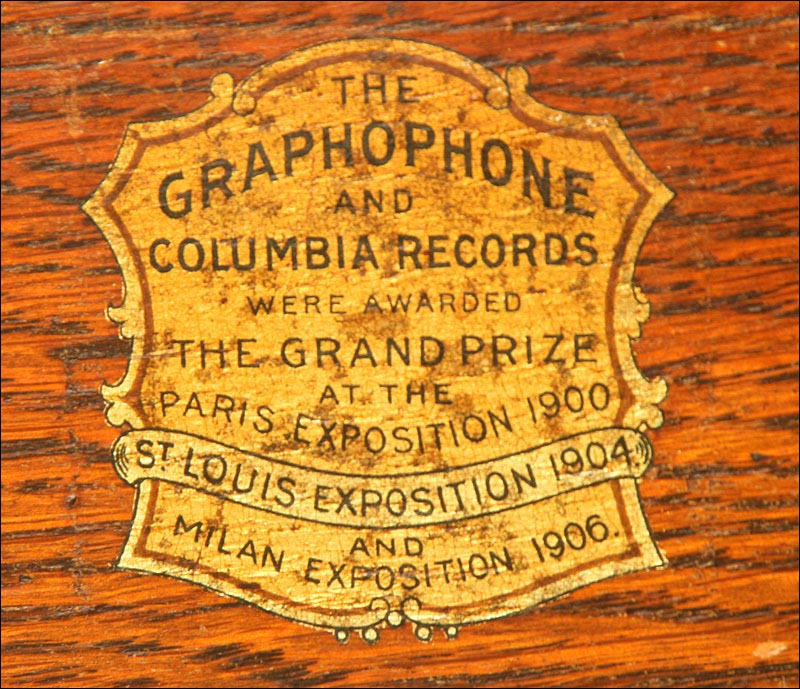 THE
GRAPHOPHONE
AND
COLUMBIA RECORDS
WERE AWARDED
THE GRAND PRIZE
AT THE
PARIS EXPOSITION 1900
ST. LOUIS EXPOSITION 1904.
AND
MILAN EXPOSITION 1906.